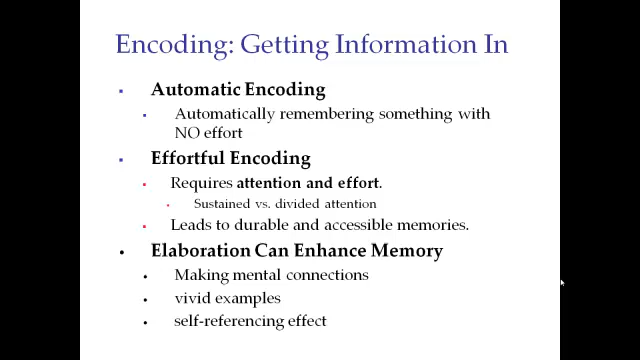 Encoding: Getting Information In
Automatic Encoding
Automatically remembering something with
NO effort
Effortful Encoding
Requires attention and effort.
Sustained vs. divided attention
Leads to durable and accessible memories.
Elaboration Can Enhance Memory
Making mental connections
vivid examples
self-referencing effect